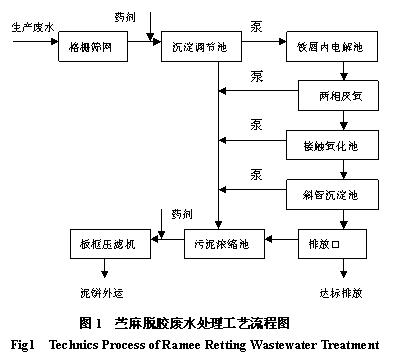 药剂
泵
生产废水
格栅筛网
沉淀调节池
铁屑内电解池
泵
两相厌氧
泵
接触氧化池
泵
斜管沉淀池
药剂
板框压滤机
污泥浓缩池
排放口
泥饼外运
达标排放
图 1 苎麻脱胶废水处理工艺流程图
Fig1 Technics Process of Ramee Retting Wastewater Treatment